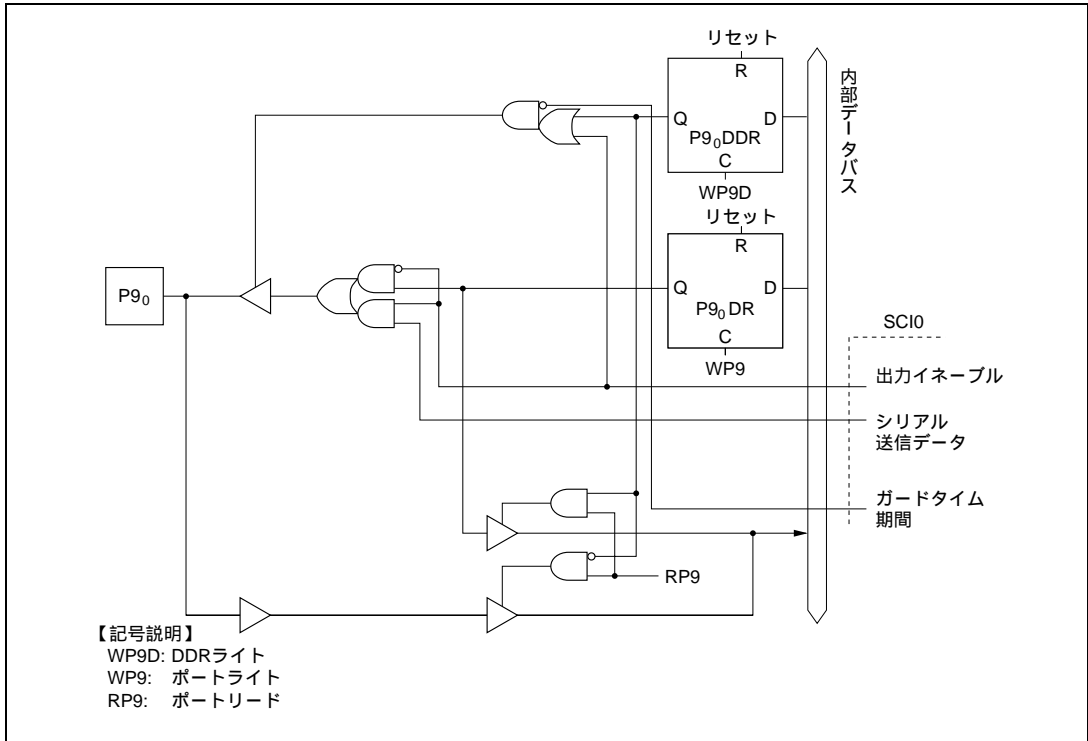 リセット
R
Q
D
P9₀DDR
C
WP9D
内部データバス
リセット
R
Q
D
P9₀DR
C
WP9
P9₀
SCI0
出力イネーブル
シリアル
送信データ
ガードタイム
期間
RP9
【記号説明】
WP9D: DDRライト
WP9: ポートライト
RP9: ポートリード